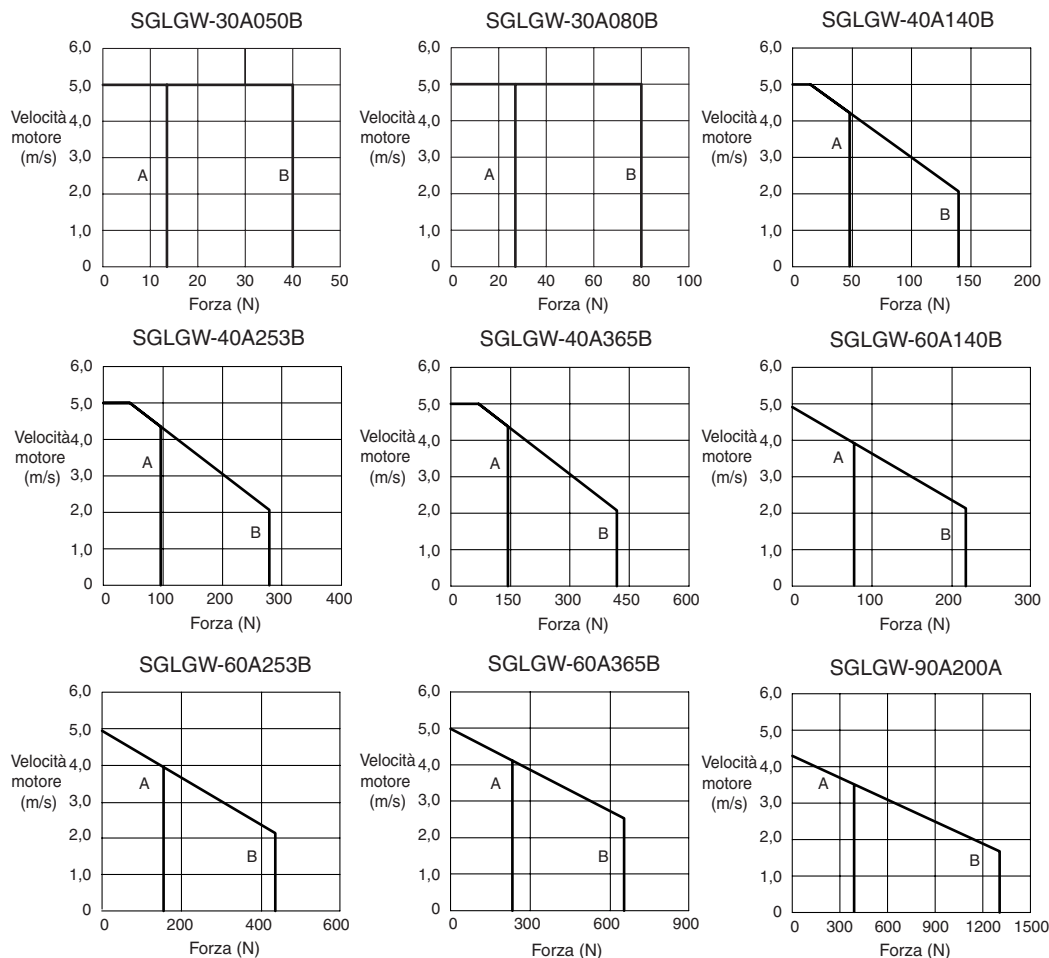 SGLGW-30A050B
6,0
5,0
4,0
3,0
2,0
1,0
0
Velocità
motore
(m/s)
A
B
0 10 20 30 40 50
Forza (N)
SGLGW-30A080B
6,0
5,0
4,0
3,0
2,0
1,0
0
Velocità
motore
(m/s)
A
B
0 20 40 60 80 100
Forza (N)
SGLGW-40A140B
6,0
5,0
4,0
3,0
2,0
1,0
0
Velocità
motore
(m/s)
A
B
0 50 100 150 200
Forza (N)
SGLGW-40A253B
6,0
5,0
4,0
3,0
2,0
1,0
0
Velocità
motore
(m/s)
A
B
0 100 200 300 400
Forza (N)
SGLGW-40A365B
6,0
5,0
4,0
3,0
2,0
1,0
0
Velocità
motore
(m/s)
A
B
0 150 300 450 600
Forza (N)
SGLGW-60A140B
6,0
5,0
4,0
3,0
2,0
1,0
0
Velocità
motore
(m/s)
A
B
0 100 200 300
Forza (N)
SGLGW-60A253B
6,0
5,0
4,0
3,0
2,0
1,0
0
Velocità
motore
(m/s)
A
B
0 200 400 600
Forza (N)
SGLGW-60A365B
6,0
5,0
4,0
3,0
2,0
1,0
0
Velocità
motore
(m/s)
A
B
0 300 600 900
Forza (N)
SGLGW-90A200A
6,0
5,0
4,0
3,0
2,0
1,0
0
Velocità
motore
(m/s)
A
B
0 300 600 900 1200 1500
Forza (N)